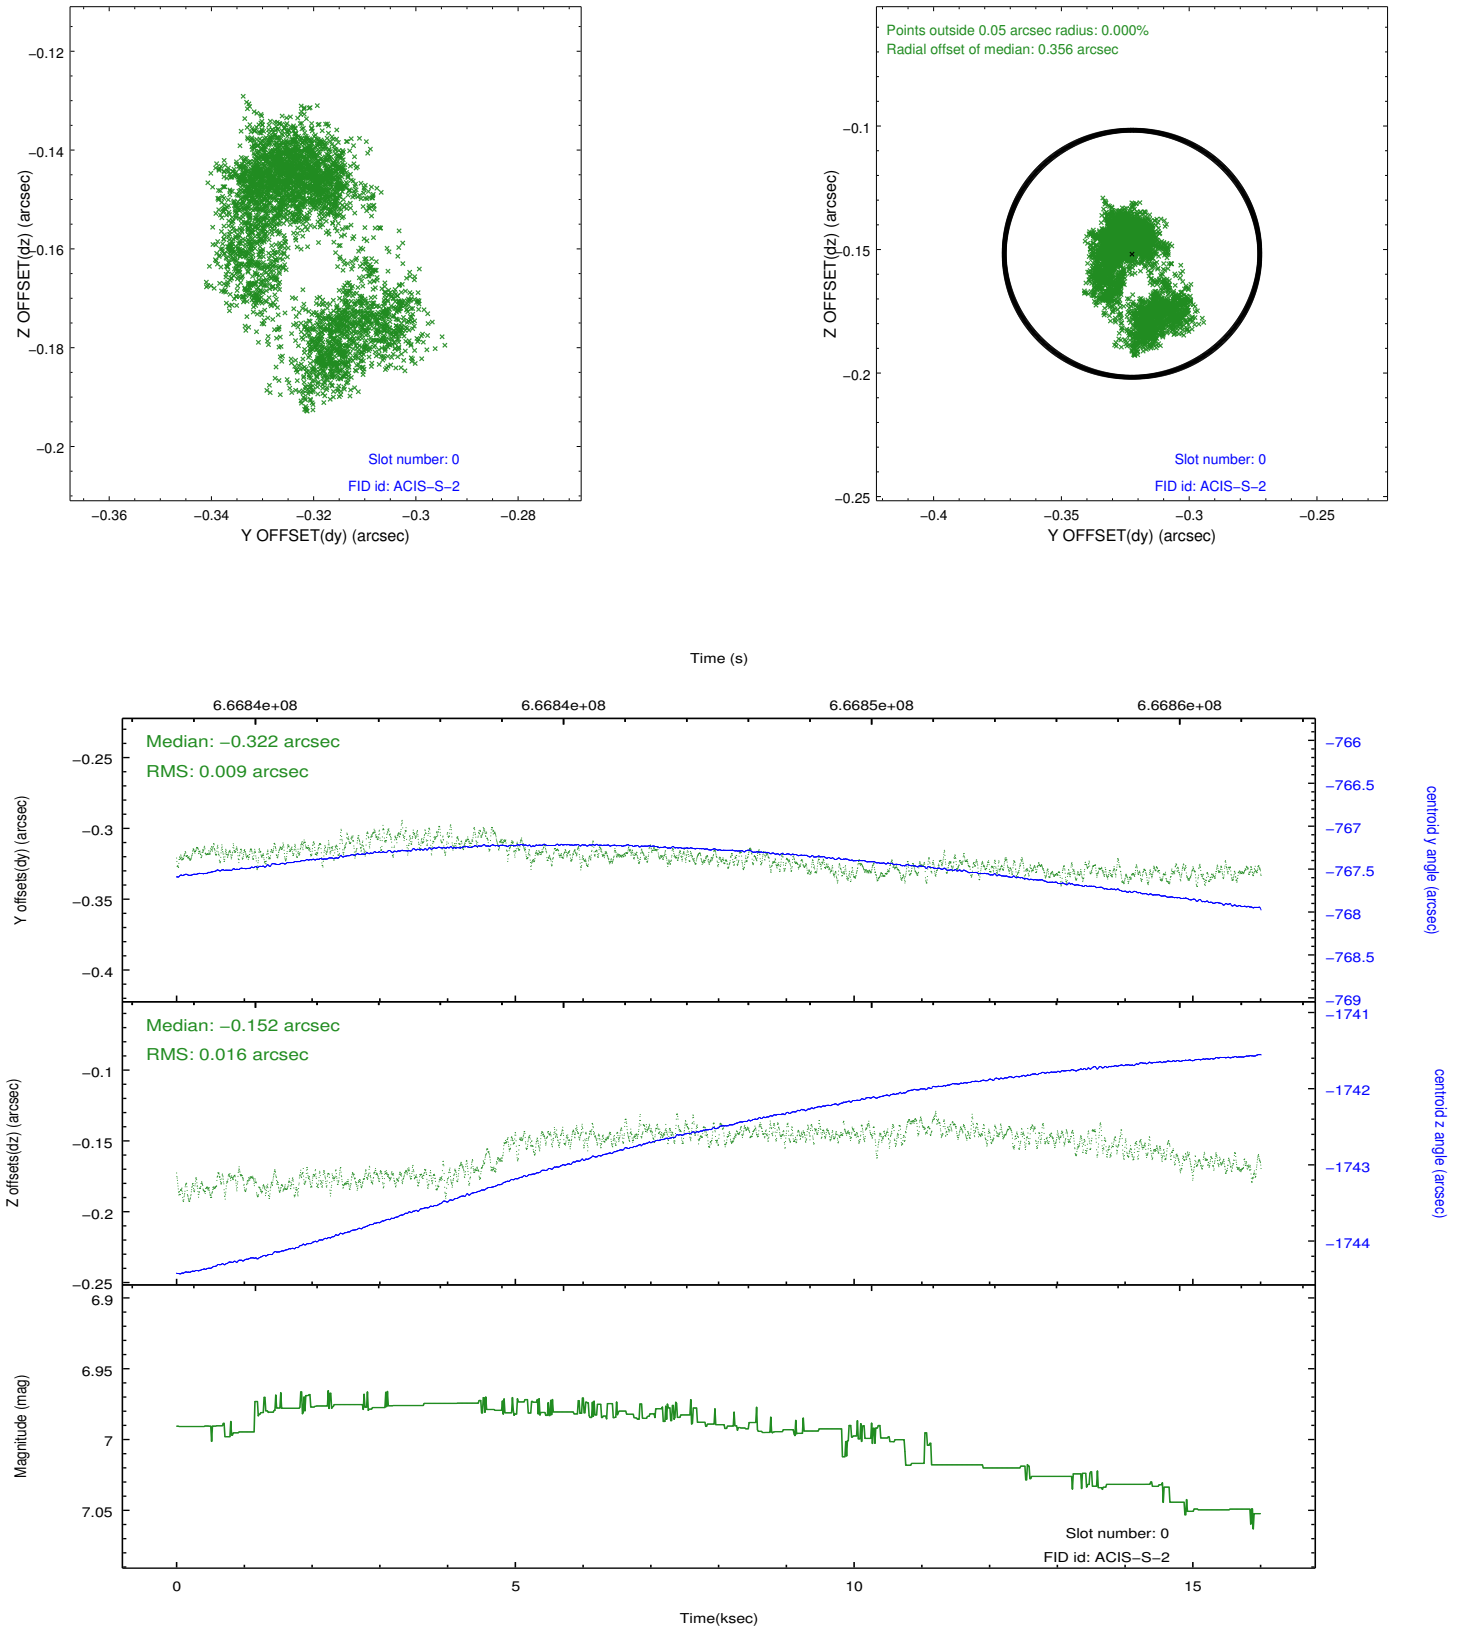 −0.12
−0.14
−0.16
−0.18
−0.2
Z OFFSET(dz) (arcsec)
Slot number: 0
FID id: ACIS−S−2
−0.36
−0.34
−0.32
−0.3
−0.28
Y OFFSET(dy) (arcsec)
Points outside 0.05 arcsec radius: 0.000%
Radial offset of median: 0.356 arcsec
−0.1
−0.15
−0.2
−0.25
Z OFFSET(dz) (arcsec)
Slot number: 0
FID id: ACIS−S−2
−0.4
−0.35
−0.3
−0.25
Y OFFSET(dy) (arcsec)
Time (s)
6.6684e+08
6.6684e+08
6.6685e+08
6.6686e+08
Median: −0.322 arcsec
RMS: 0.009 arcsec
−0.25
−0.3
−0.35
−0.4
Y offsets(dy) (arcsec)
−766
−766.5
−767
−767.5
−768
−768.5
−769
centroid y angle (arcsec)
Median: −0.152 arcsec
RMS: 0.016 arcsec
−0.1
−0.15
−0.2
−0.25
Z offsets(dz) (arcsec)
−1741
−1742
−1743
−1744
centroid z angle (arcsec)
6.9
6.95
7
7.05
Magnitude (mag)
Slot number: 0
FID id: ACIS−S−2
0
5
10
15
Time(ksec)